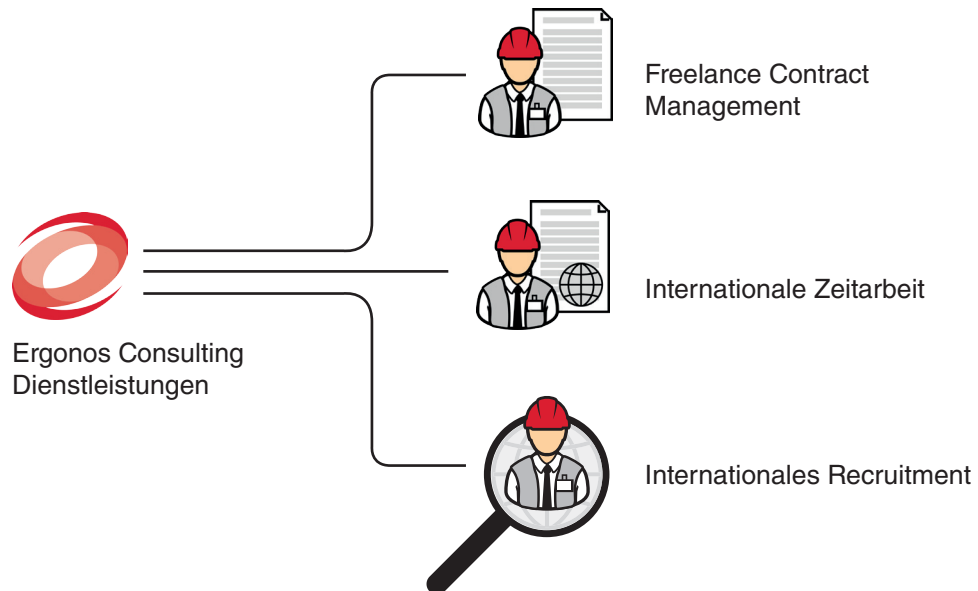 Freelance Contract
Management
Internationale Zeitarbeit
Ergonos Consulting
Dienstleistungen
Internationales Recruitment